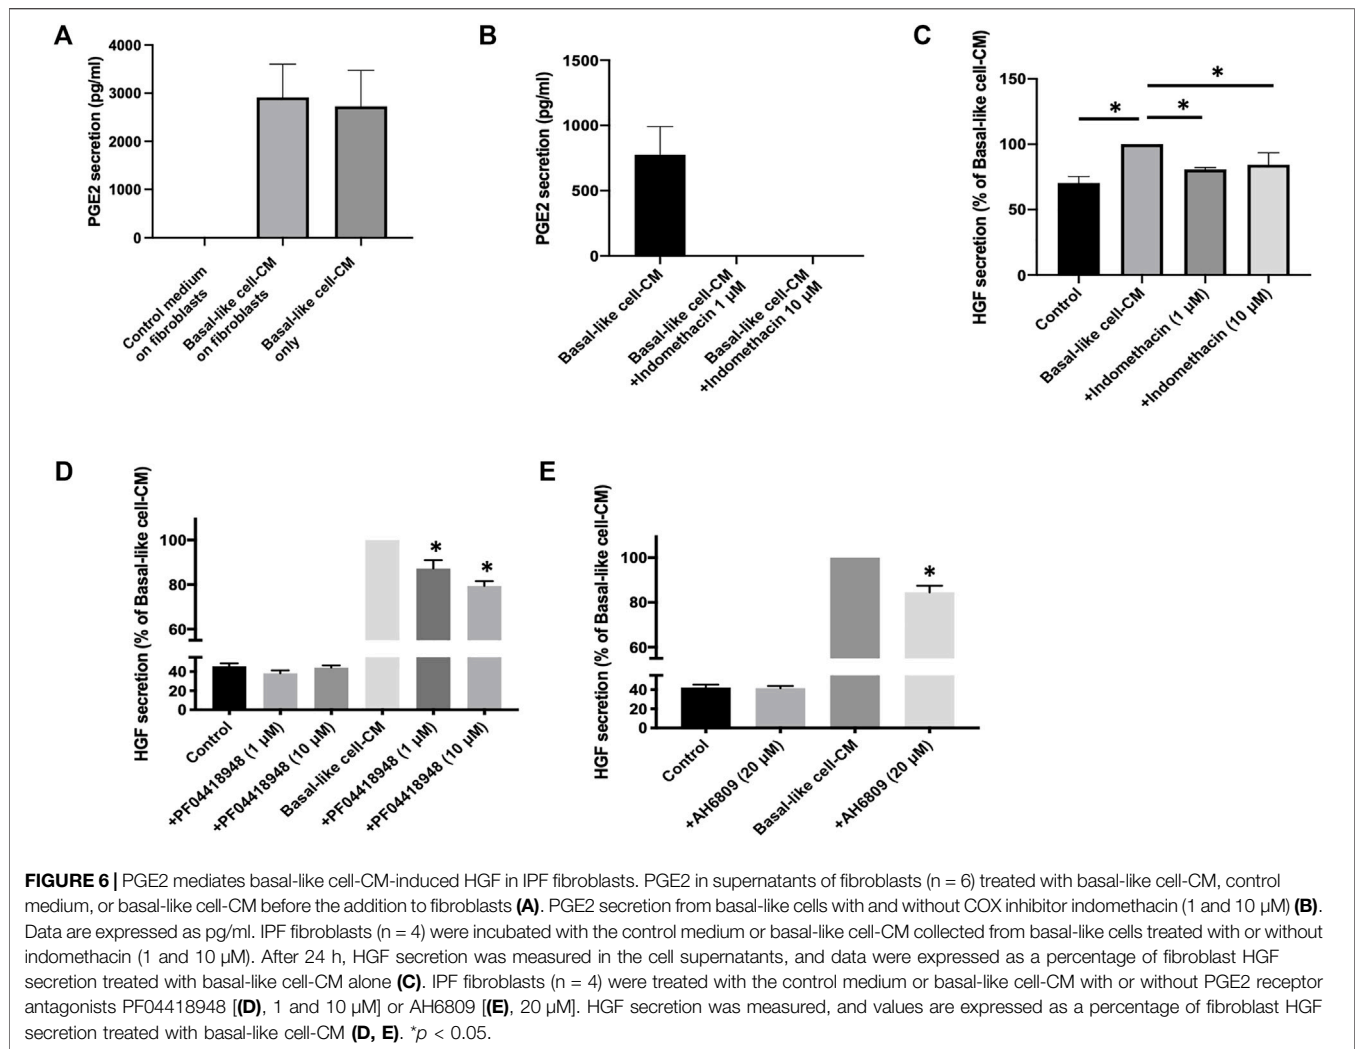 A
PGE2 secretion (pg/ml)
4000
3000
2000
1000
0
Control medium
on fibroblasts
Basal-like cell-CM
on fibroblasts
Basal-like cell-CM
only
B
PGE2 secretion (pg/ml)
1500
1000
500
0
Basal-like cell-CM
Basal-like cell-CM
+Indomethacin 1 µM
Basal-like cell-CM
+Indomethacin 10 µM
C
HGF secretion (% of Basal-like cell-CM)
150
100
50
0
*
*
*
Control
Basal-like cell-CM
+Indomethacin (1 µM)
+Indomethacin (10 µM)
D
HGF secretion (% of Basal-like cell-CM)
100
80
60
40
20
0
*
*
Control
+PF04418948 (1 µM)
+PF04418948 (10 µM)
Basal-like cell-CM
+PF04418948 (1 µM)
+PF04418948 (10 µM)
E
HGF secretion (% of Basal-like cell-CM)
100
80
60
40
20
0
*
Control
+AH6809 (20 µM)
Basal-like cell-CM
+AH6809 (20 µM)
FIGURE 6 | PGE2 mediates basal-like cell-CM-induced HGF in IPF fibroblasts. PGE2 in supernatants of fibroblasts (n = 6) treated with basal-like cell-CM, control
medium, or basal-like cell-CM before the addition to fibroblasts (A). PGE2 secretion from basal-like cells with and without COX inhibitor indomethacin (1 and 10 µM) (B).
Data are expressed as pg/ml. IPF fibroblasts (n = 4) were incubated with the control medium or basal-like cell-CM collected from basal-like cells treated with or without
indomethacin (1 and 10 µM). After 24 h, HGF secretion was measured in the cell supernatants, and data were expressed as a percentage of fibroblast HGF
secretion treated with basal-like cell-CM alone (C). IPF fibroblasts (n = 4) were treated with the control medium or basal-like cell-CM with or without PGE2 receptor
antagonists PF04418948 [(D), 1 and 10 µM] or AH6809 [(E), 20 µM]. HGF secretion was measured, and values are expressed as a percentage of fibroblast HGF
secretion treated with basal-like cell-CM (D, E). *p < 0.05.